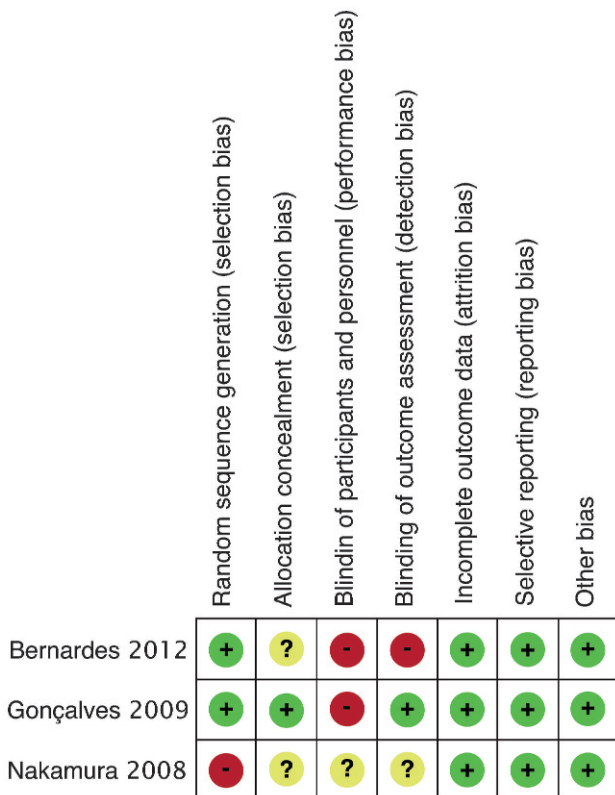 Random sequence generation (selection bias)
Allocation concealment (selection bias)
Blindin of participants and personnel (performance bias)
Blinding of outcome assessment (detection bias)
Incomplete outcome data (attrition bias)
Selective reporting (reporting bias)
Other bias
Bernardes 2012 + ? - - + + +
Gonçalves 2009 + + - + + + +
Nakamura 2008 - ? ? ? + + +